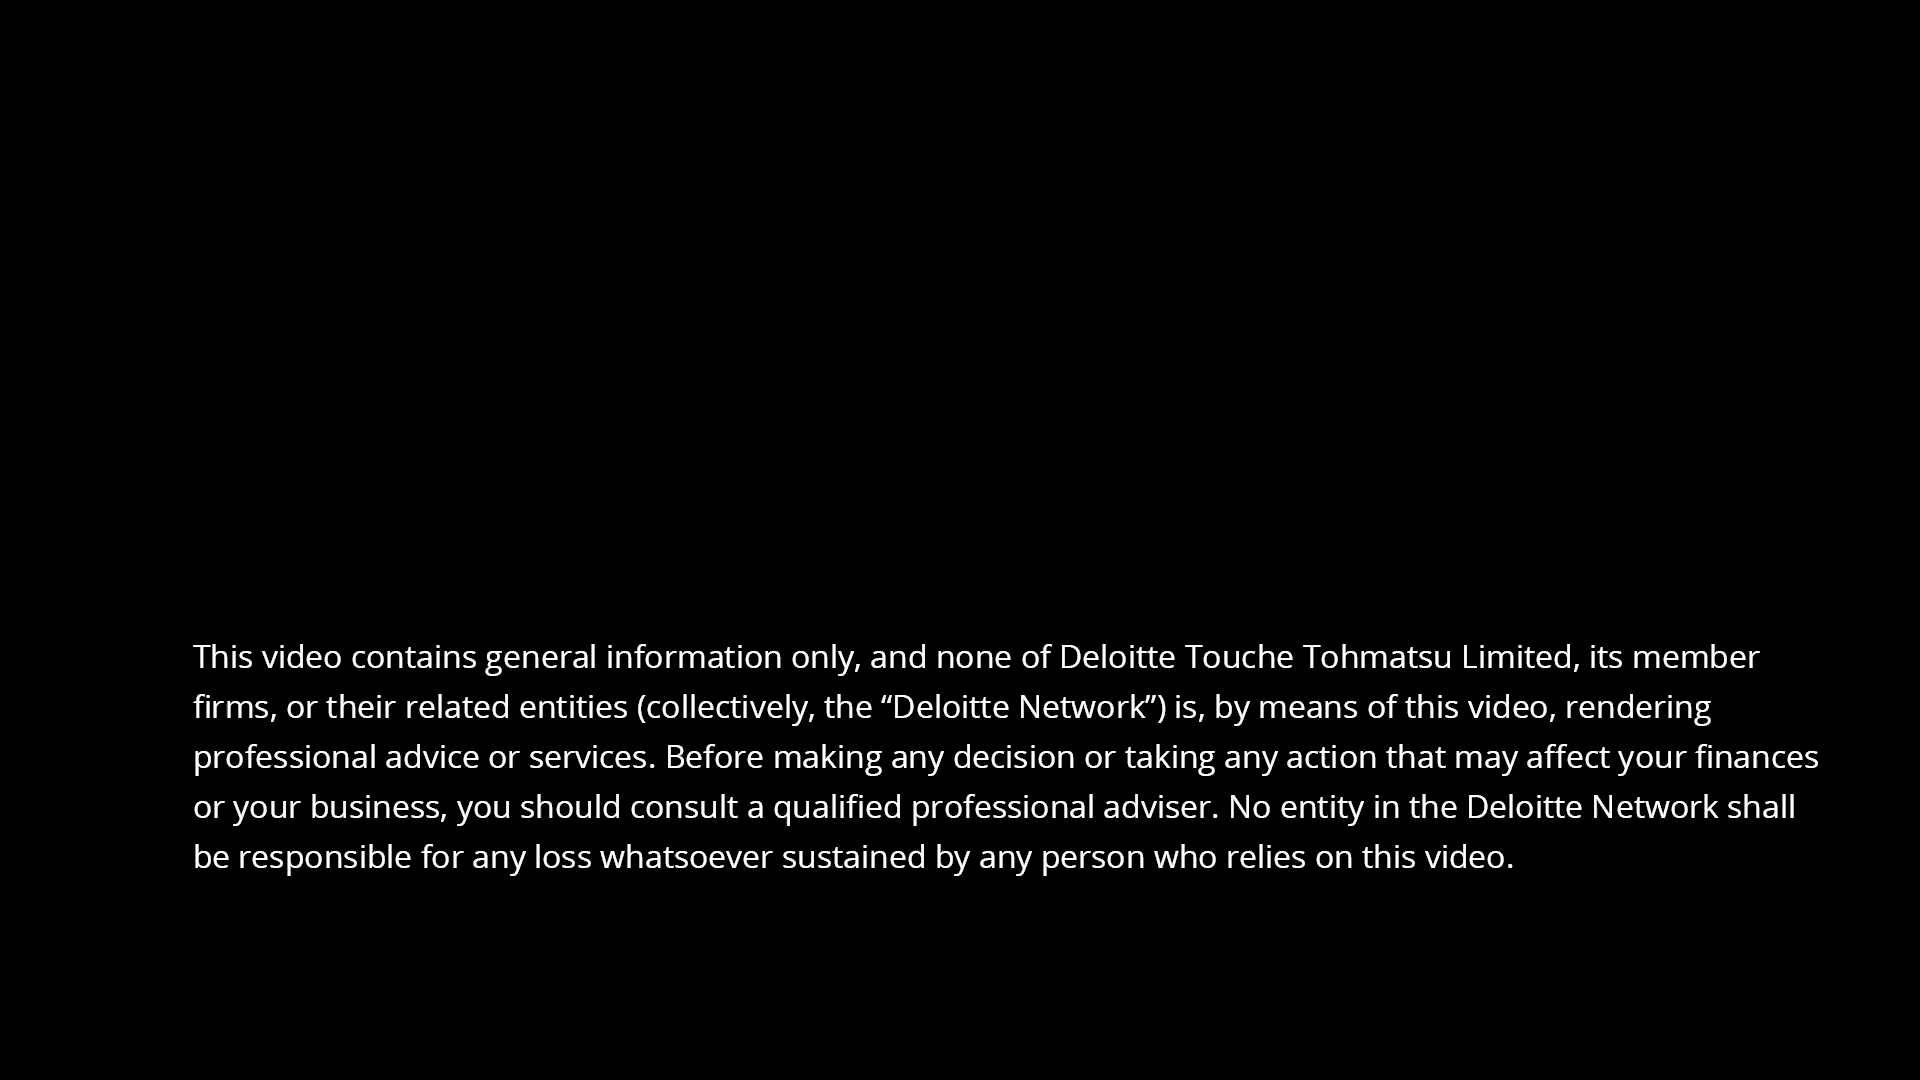 This video contains general information only, and none of Deloitte Touche Tohmatsu Limited, its member
firms, or their related entities (collectively, the “Deloitte Network”) is, by means of this video, rendering
professional advice or services. Before making any decision or taking any action that may affect your finances
or your business, you should consult a qualified professional adviser. No entity in the Deloitte Network shall
be responsible for any loss whatsoever sustained by any person who relies on this video.